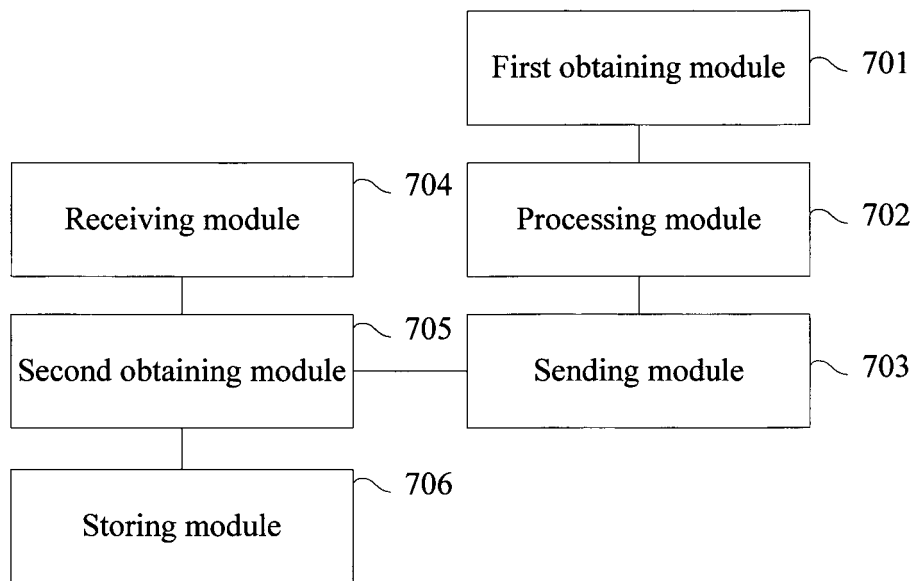 First obtaining module
701
Receiving module
704
Processing module
702
Second obtaining module
705
Sending module
703
Storing module
706